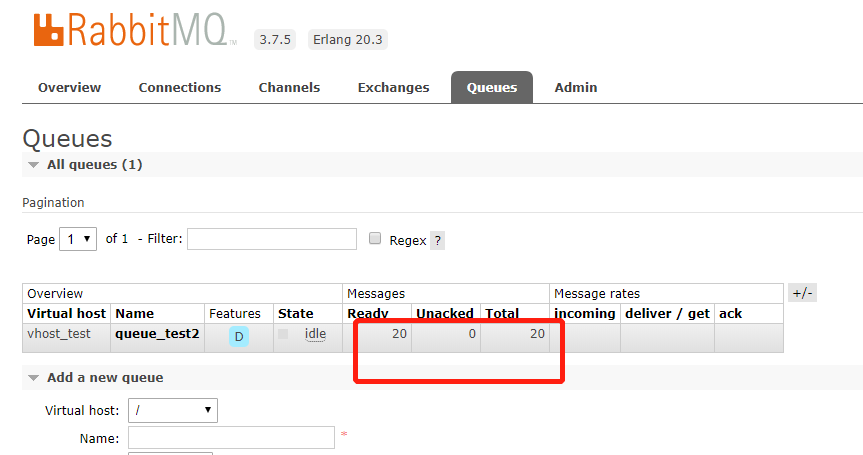 RabbitMQ TM 3.7.5 Erlang 20.3
Overview Connections Channels Exchanges Queues Admin
Queues
All queues (1)
Pagination
Page 1 of 1 - Filter: Regex ?
Overview Messages Message rates +/-
Virtual host Name Features State Ready Unacked Total incoming deliver / get ack
vhost_test queue_test2 D idle 20 0 20
Add a new queue
Virtual host: /
Name: *